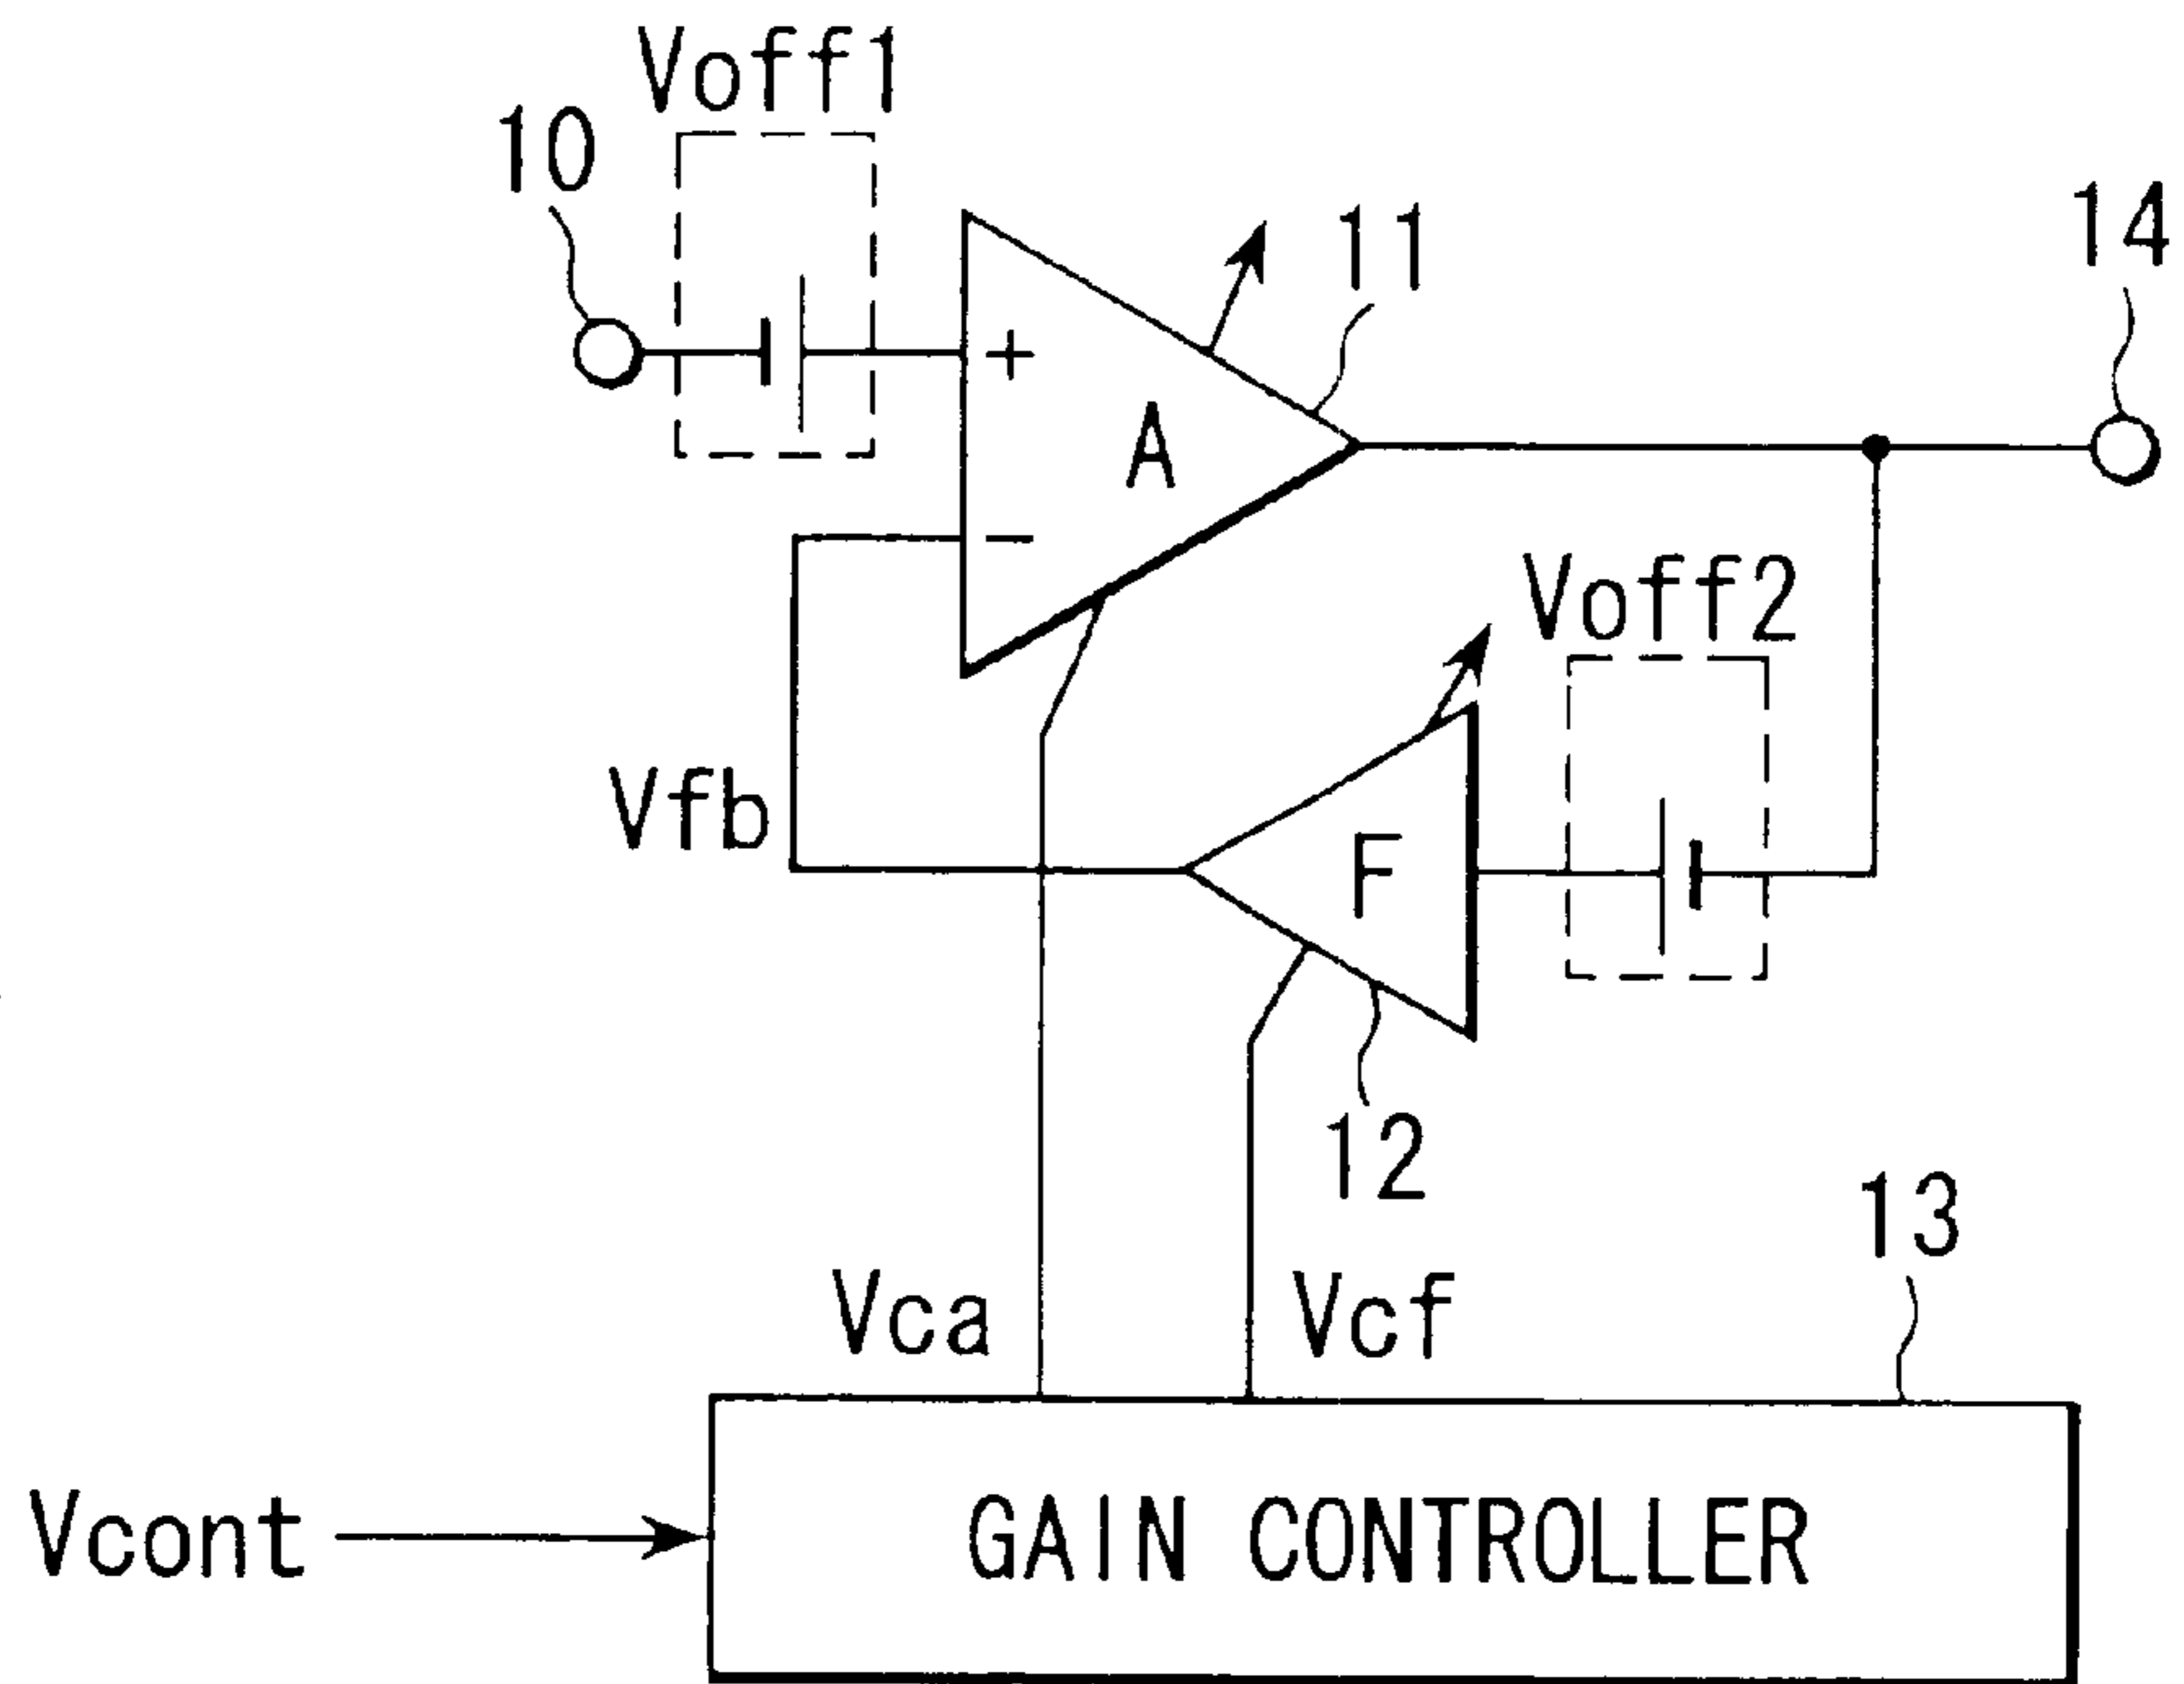 Voff1
10
11
14
+
A
−
Voff2
Vfb
F
12
13
Vca
Vcf
Vcont
GAIN CONTROLLER